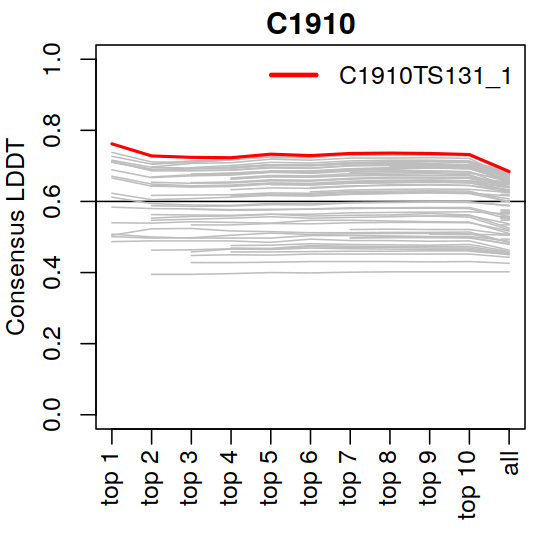 C1910
C1910TS131_1
Consensus LDDT
1.0
0.8
0.6
0.4
0.2
0.0
top 1
top 2
top 3
top 4
top 5
top 6
top 7
top 8
top 9
top 10
all